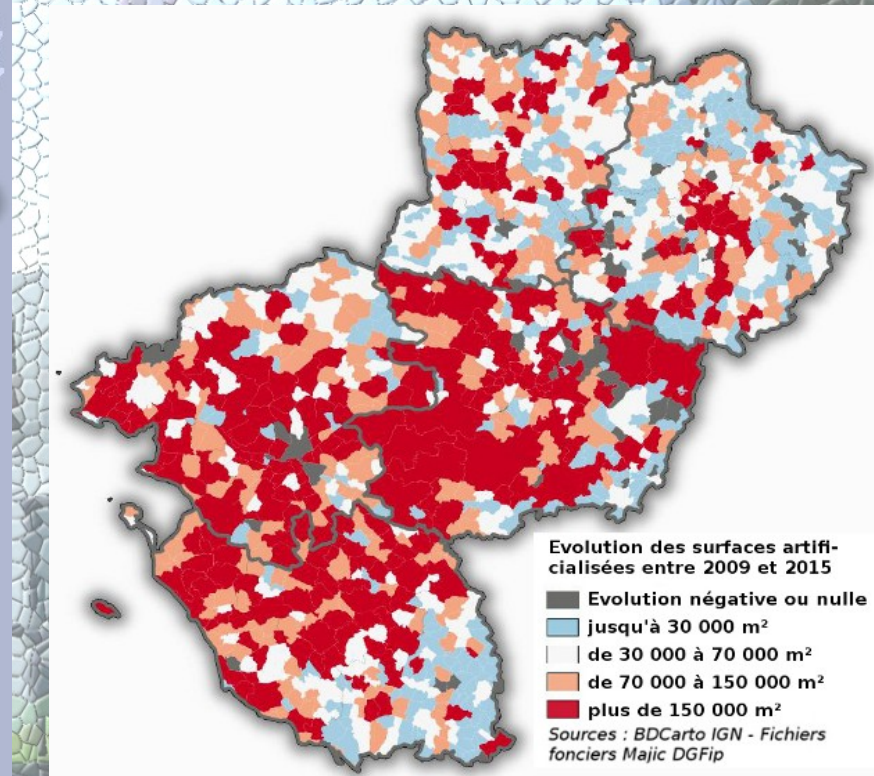 Evolution des surfaces artifi-
cialisées entre 2009 et 2015
Evolution négative ou nulle
jusqu'à 30 000 m²
de 30 000 à 70 000 m²
de 70 000 à 150 000 m²
plus de 150 000 m²
Sources : BDCarto IGN - Fichiers
fonciers Majic DGFip